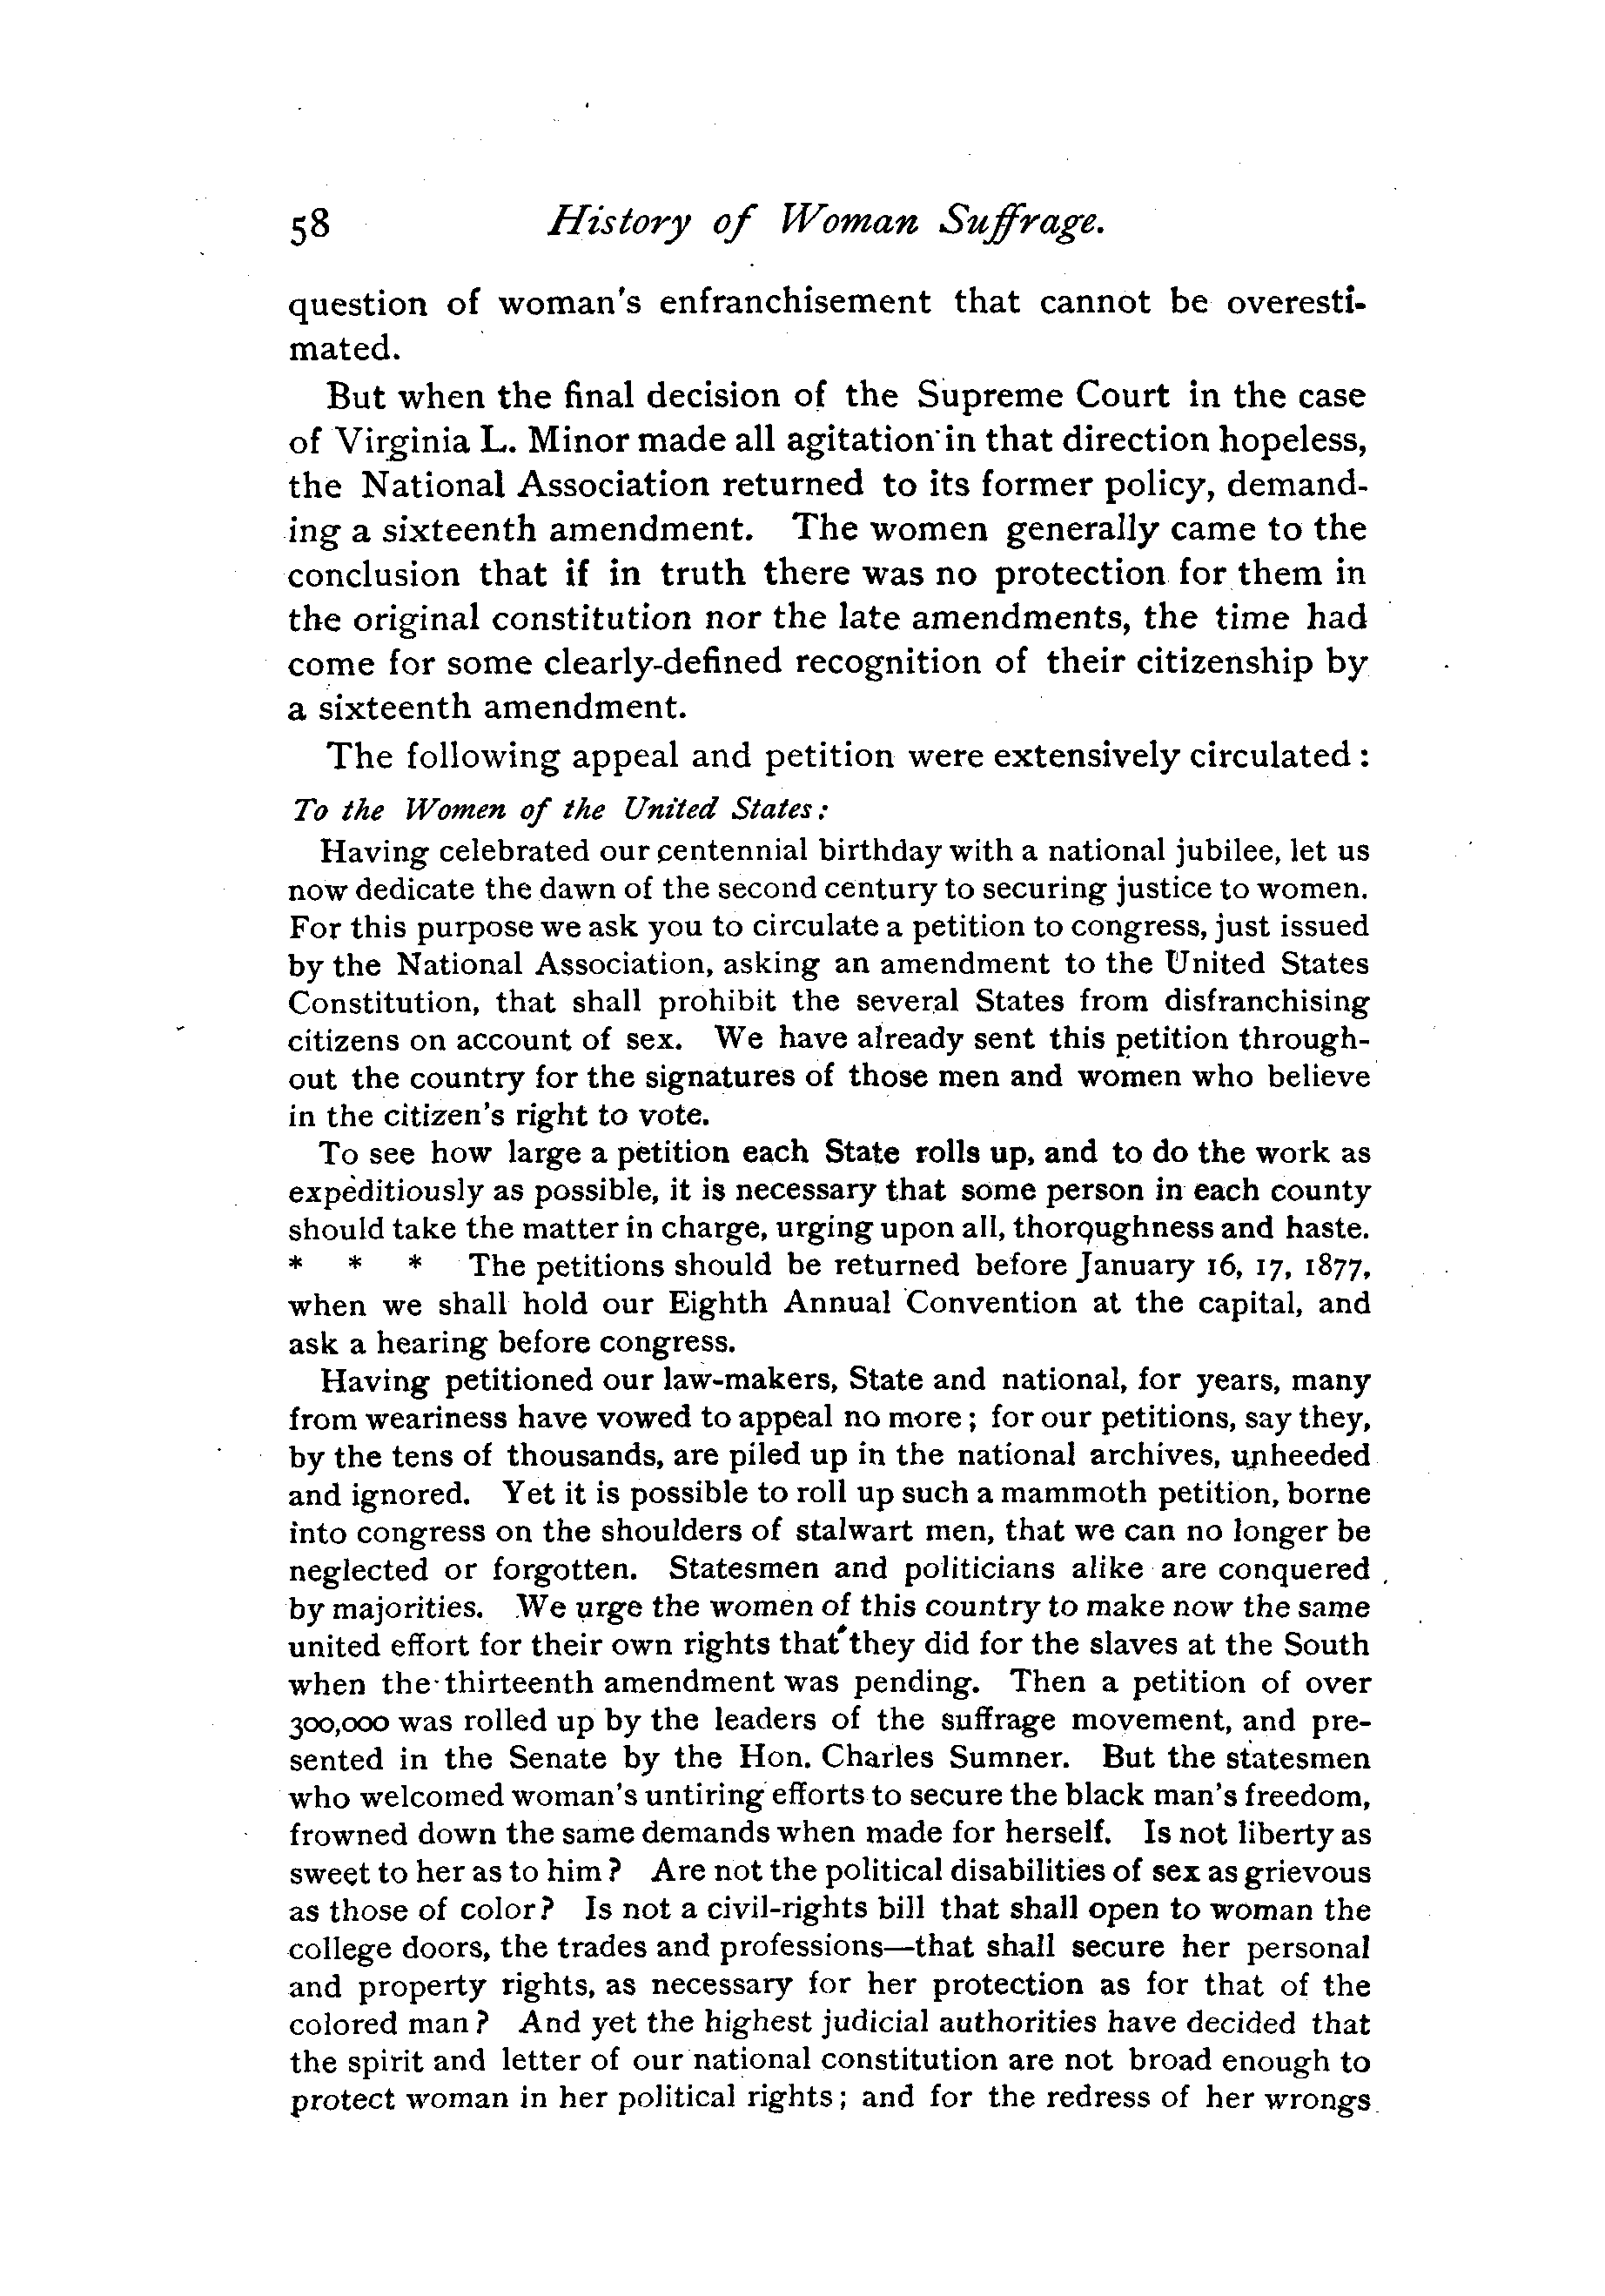 58 History of Woman Suffrage.
question of woman's enfranchisement that cannot be overesti-
mated.
But when the final decision of the Supreme Court in the case
of Virginia L. Minor made all agitation in that direction hopeless,
the National Association returned to its former policy, demand-
ing a sixteenth amendment. The women generally came to the
conclusion that if in truth there was no protection for them in
the original constitution nor the late amendments, the time had
come for some clearly-defined recognition of their citizenship by
a sixteenth amendment.
The following appeal and petition were extensively circulated :
To the Women of the United States:
Having celebrated our centennial birthday with a national jubilee, let us
now dedicate the dawn of the second century to securing justice to women.
For this purpose we ask you to circulate a petition to congress, just issued
by the National Association, asking an amendment to the United States
Constitution, that shall prohibit the several States from disfranchising
citizens on account of sex. We have already sent this petition through-
out the country for the signatures of those men and women who believe
in the citizen's right to vote.
To see how large a petition each State rolls up, and to do the work as
expeditiously as possible, it is necessary that some person in each county
should take the matter in charge, urging upon all, thoroughness and haste.
* * * The petitions should be returned before January 16, 17, 1877,
when we shall hold our Eighth Annual Convention at the capital, and
ask a hearing before congress.
Having petitioned our law-makers, State and national, for years, many
from weariness have vowed to appeal no more; for our petitions, say they,
by the tens of thousands, are piled up in the national archives, unheeded
and ignored. Yet it is possible to roll up such a mammoth petition, borne
into congress on the shoulders of stalwart men, that we can no longer be
neglected or forgotten. Statesmen and politicians alike are conquered
by majorities. We urge the women of this country to make now the same
united effort for their own rights that they did for the slaves at the South
when the thirteenth amendment was pending. Then a petition of over
300,000 was rolled up by the leaders of the suffrage movement, and pre-
sented in the Senate by the Hon. Charles Sumner. But the statesmen
who welcomed woman's untiring efforts to secure the black man's freedom,
frowned down the same demands when made for herself. Is not liberty as
sweet to her as to him? Are not the political disabilities of sex as grievous
as those of color? Is not a civil-rights bill that shall open to woman the
college doors, the trades and professions—that shall secure her personal
and property rights, as necessary for her protection as for that of the
colored man? And yet the highest judicial authorities have decided that
the spirit and letter of our national constitution are not broad enough to
protect woman in her political rights; and for the redress of her wrongs